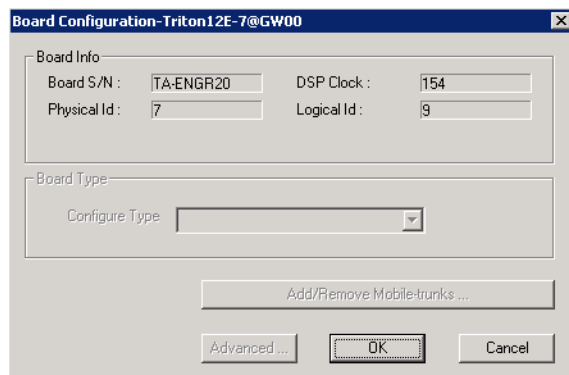 Board Configuration-Triton12E-7@GW00
Board Info
Board S/N : TA-ENGR20 DSP Clock : 154
Physical Id : 7 Logical Id : 9
Board Type
Configure Type
Add/Remove Mobile-trunks ...
Advanced ... OK Cancel